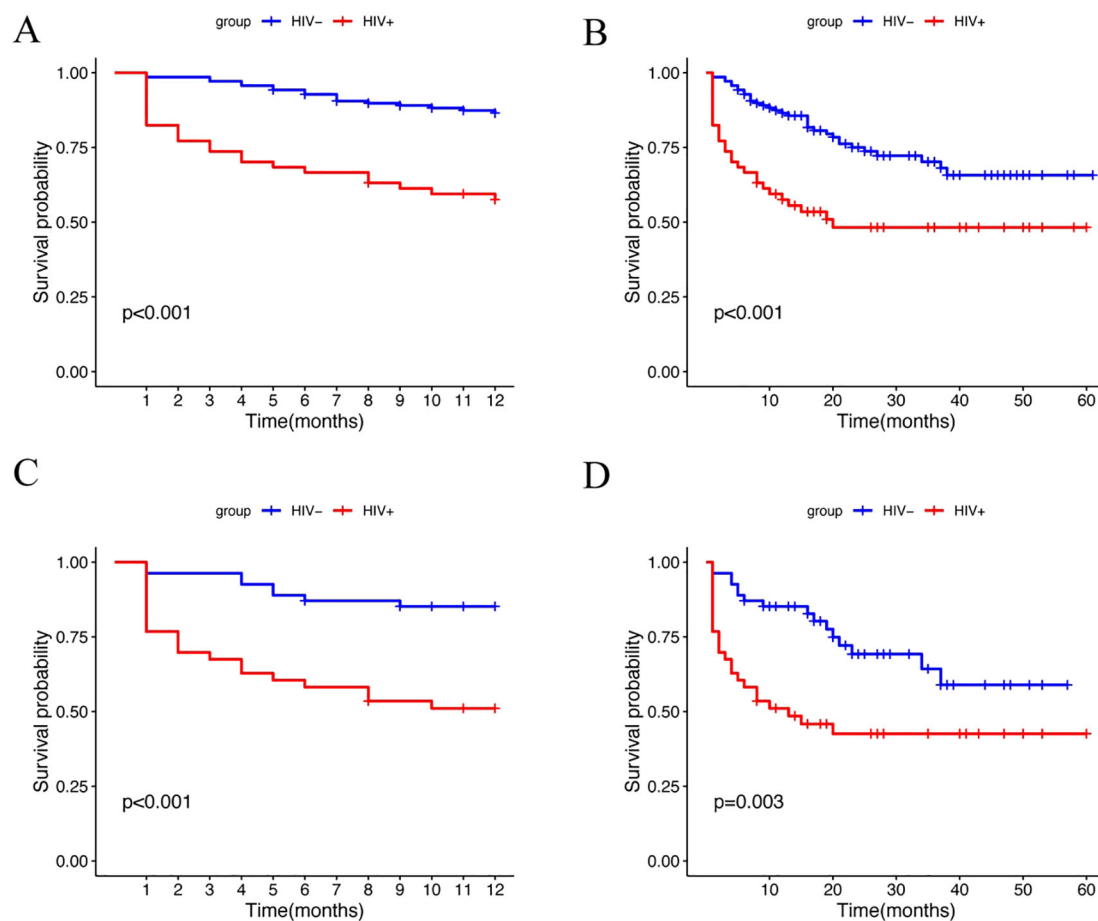 A
group HIV− HIV+
1.00
0.75
0.50
0.25
0.00
Survival probability
p<0.001
1 2 3 4 5 6 7 8 9 10 11 12
Time(months)
B
group HIV− HIV+
1.00
0.75
0.50
0.25
0.00
Survival probability
p<0.001
10 20 30 40 50 60
Time(months)
C
group HIV− HIV+
1.00
0.75
0.50
0.25
0.00
Survival probability
p<0.001
1 2 3 4 5 6 7 8 9 10 11 12
Time(months)
D
group HIV− HIV+
1.00
0.75
0.50
0.25
0.00
Survival probability
p=0.003
10 20 30 40 50 60
Time(months)